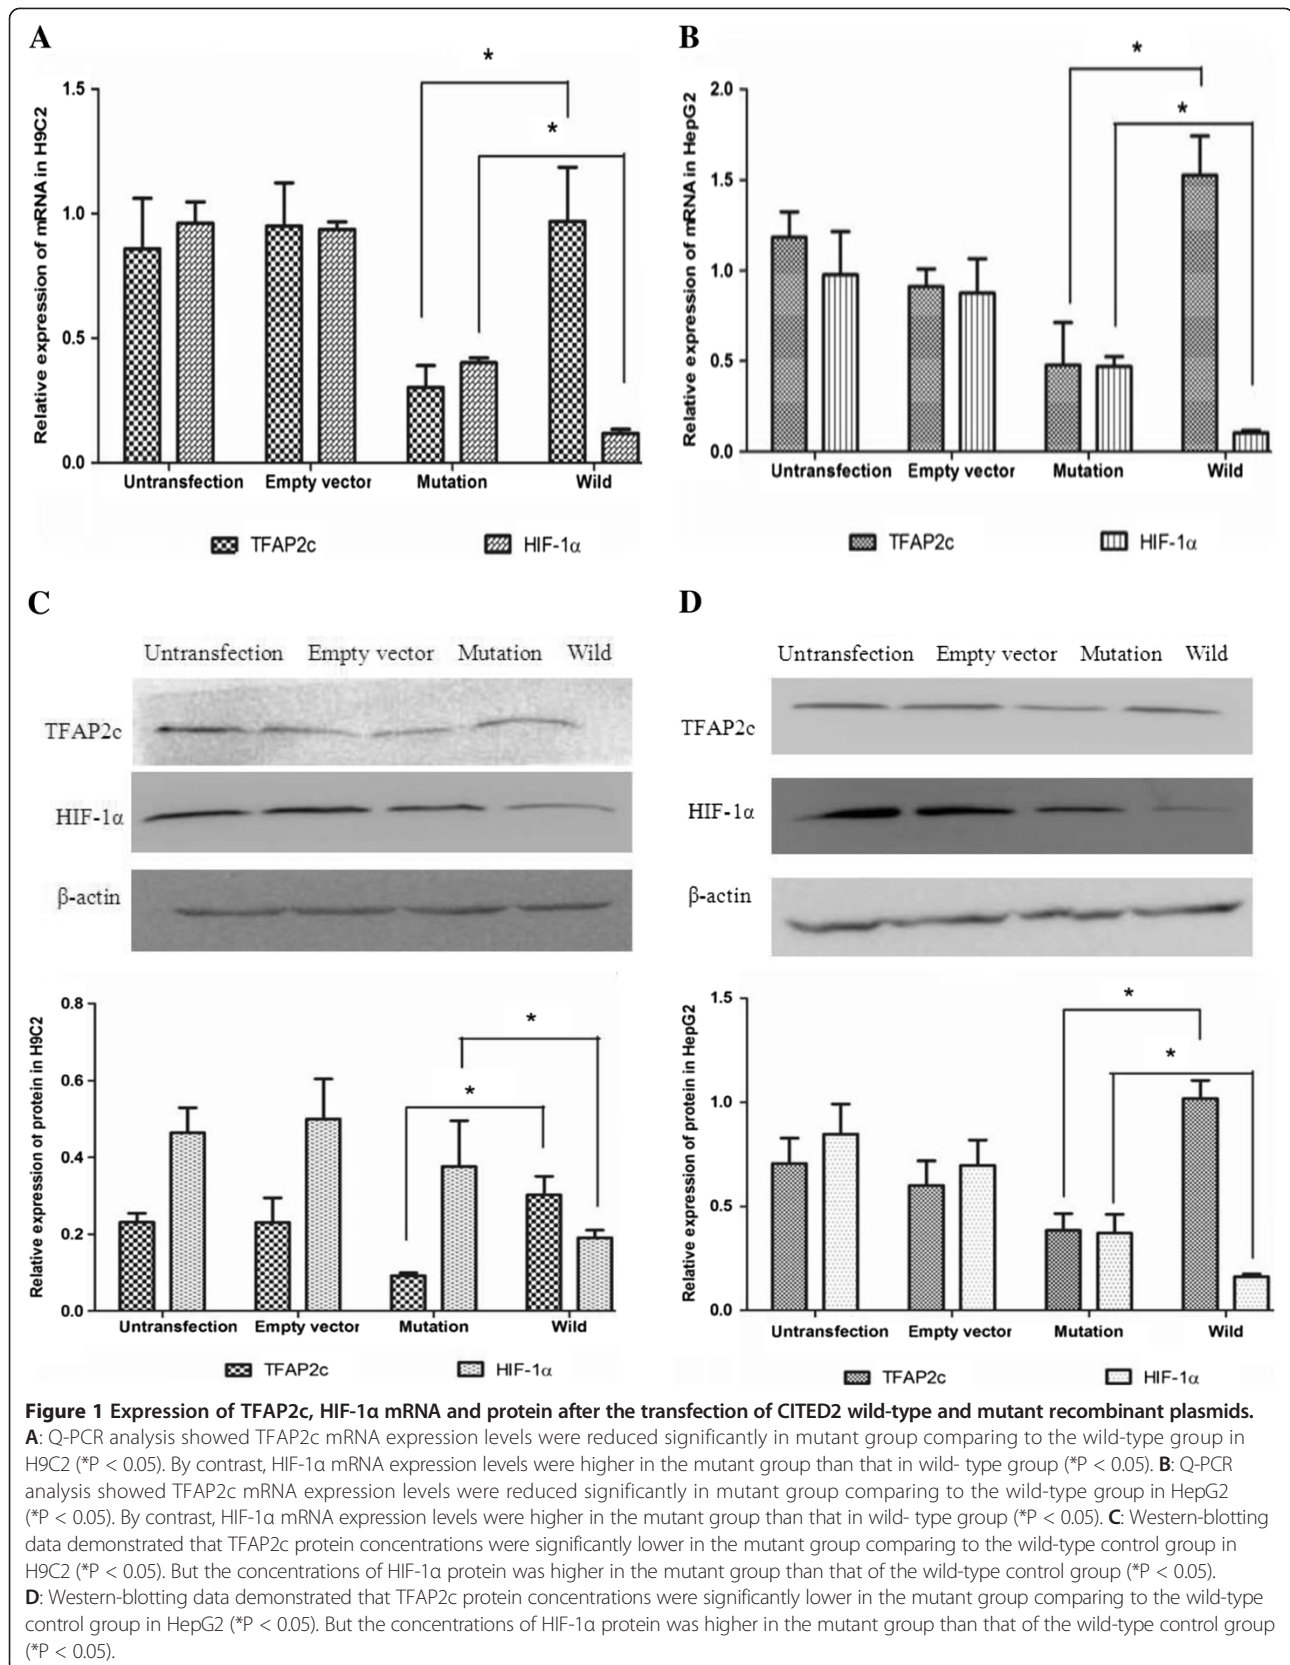 A
Relative expression of mRNA in H9C2
1.5
1.0
0.5
0.0
*
*
Untransfection Empty vector Mutation Wild
TFAP2c HIF-1α
B
Relative expression of mRNA in HepG2
2.0
1.5
1.0
0.5
0.0
*
*
Untransfection Empty vector Mutation Wild
TFAP2c HIF-1α
C
Untransfection Empty vector Mutation Wild
TFAP2c
HIF-1α
β-actin
Relative expression of protein in H9C2
0.8
0.6
0.4
0.2
0.0
*
*
Untransfection Empty vector Mutation Wild
TFAP2c HIF-1α
D
Untransfection Empty vector Mutation Wild
TFAP2c
HIF-1α
β-actin
Relative expression of protein in HepG2
1.5
1.0
0.5
0.0
*
*
Untransfection Empty vector Mutation Wild
TFAP2c HIF-1α
Figure 1 Expression of TFAP2c, HIF-1α mRNA and protein after the transfection of CITED2 wild-type and mutant recombinant plasmids.
A: Q-PCR analysis showed TFAP2c mRNA expression levels were reduced significantly in mutant group comparing to the wild-type group in
H9C2 (*P < 0.05). By contrast, HIF-1α mRNA expression levels were higher in the mutant group than that in wild- type group (*P < 0.05). B: Q-PCR
analysis showed TFAP2c mRNA expression levels were reduced significantly in mutant group comparing to the wild-type group in HepG2
(*P < 0.05). By contrast, HIF-1α mRNA expression levels were higher in the mutant group than that in wild- type group (*P < 0.05). C: Western-blotting
data demonstrated that TFAP2c protein concentrations were significantly lower in the mutant group comparing to the wild-type control group in
H9C2 (*P < 0.05). But the concentrations of HIF-1α protein was higher in the mutant group than that of the wild-type control group (*P < 0.05).
D: Western-blotting data demonstrated that TFAP2c protein concentrations were significantly lower in the mutant group comparing to the wild-type
control group in HepG2 (*P < 0.05). But the concentrations of HIF-1α protein was higher in the mutant group than that of the wild-type control group
(*P < 0.05).